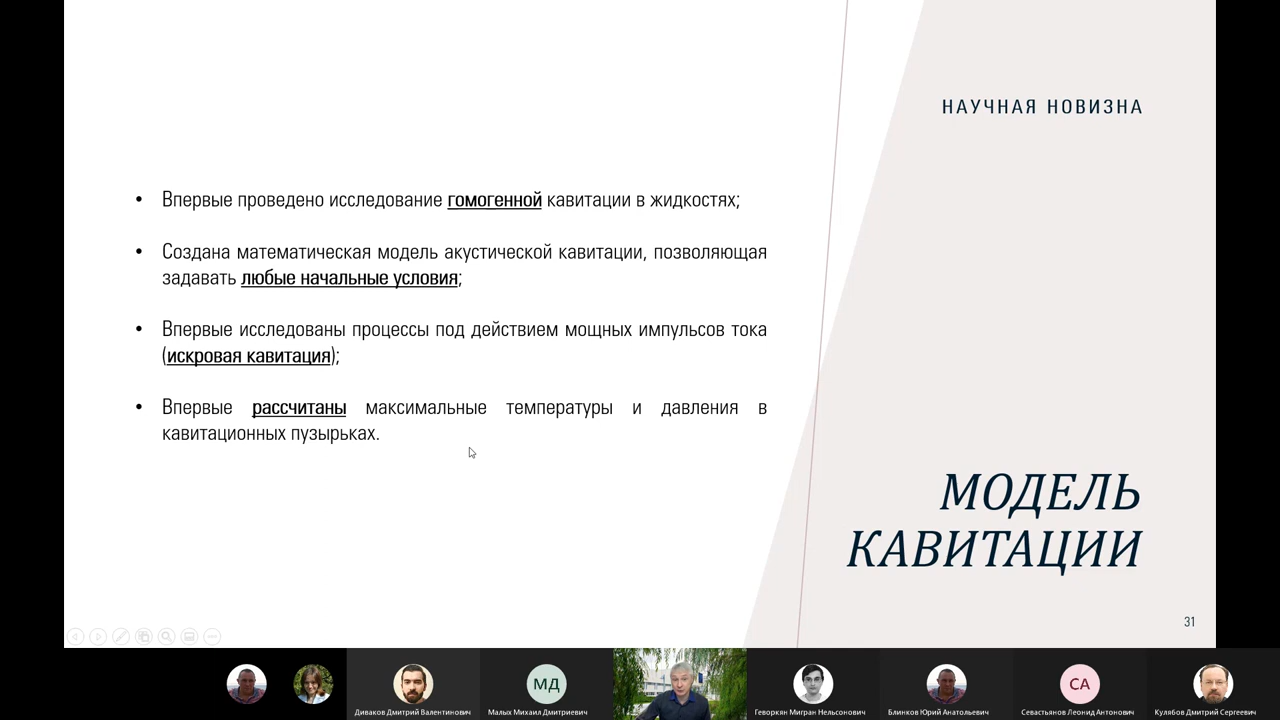 НАУЧНАЯ НОВИЗНА
• Впервые проведено исследование гомогенной кавитации в жидкостях;
• Создана математическая модель акустической кавитации, позволяющая
задавать любые начальные условия;
• Впервые исследованы процессы под действием мощных импульсов тока
(искровая кавитация);
• Впервые рассчитаны максимальные температуры и давления в
кавитационных пузырьках.
МОДЕЛЬ
КАВИТАЦИИ
31
МД
СА
Диваков Дмитрий Валентинович
Малых Михаил Дмитриевич
Геворкян Мигран Нельсонович
Блинков Юрий Анатольевич
Севастьянов Леонид Антонович
Кулябов Дмитрий Сергеевич